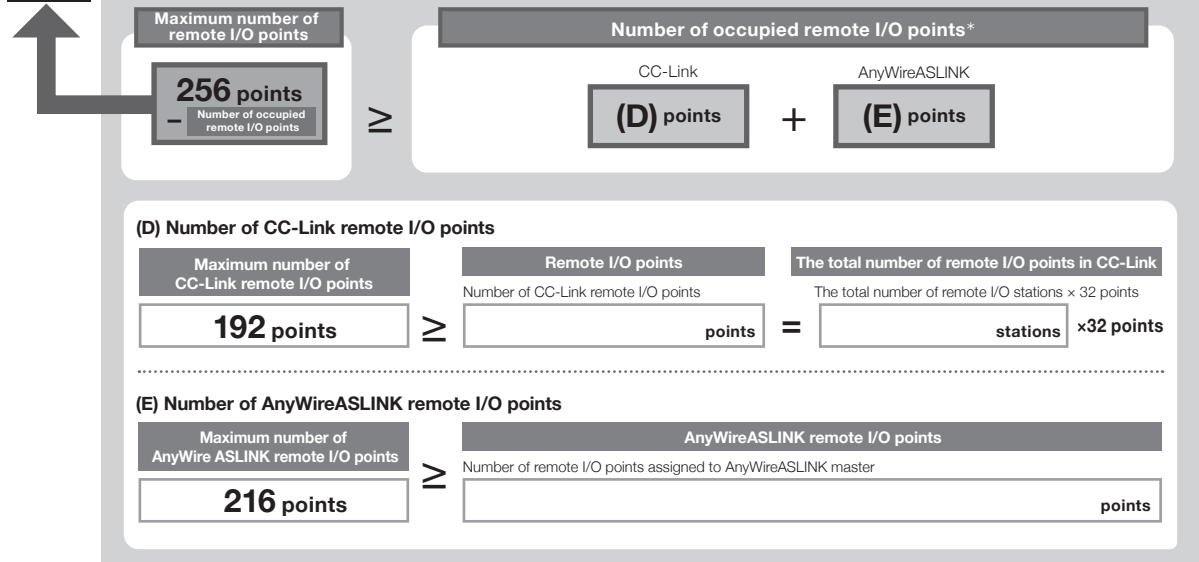 Maximum number of
remote I/O points
Number of occupied remote I/O points*
256 points
– Number of occupied
remote I/O points
≥
CC-Link
(D) points
+
AnyWireASLINK
(E) points
(D) Number of CC-Link remote I/O points
Maximum number of
CC-Link remote I/O points
192 points
≥
Remote I/O points
Number of CC-Link remote I/O points
points
=
The total number of remote I/O points in CC-Link
The total number of remote I/O stations × 32 points
stations ×32 points
(E) Number of AnyWireASLINK remote I/O points
Maximum number of
AnyWire ASLINK remote I/O points
216 points
≥
AnyWireASLINK remote I/O points
Number of remote I/O points assigned to AnyWireASLINK master
points